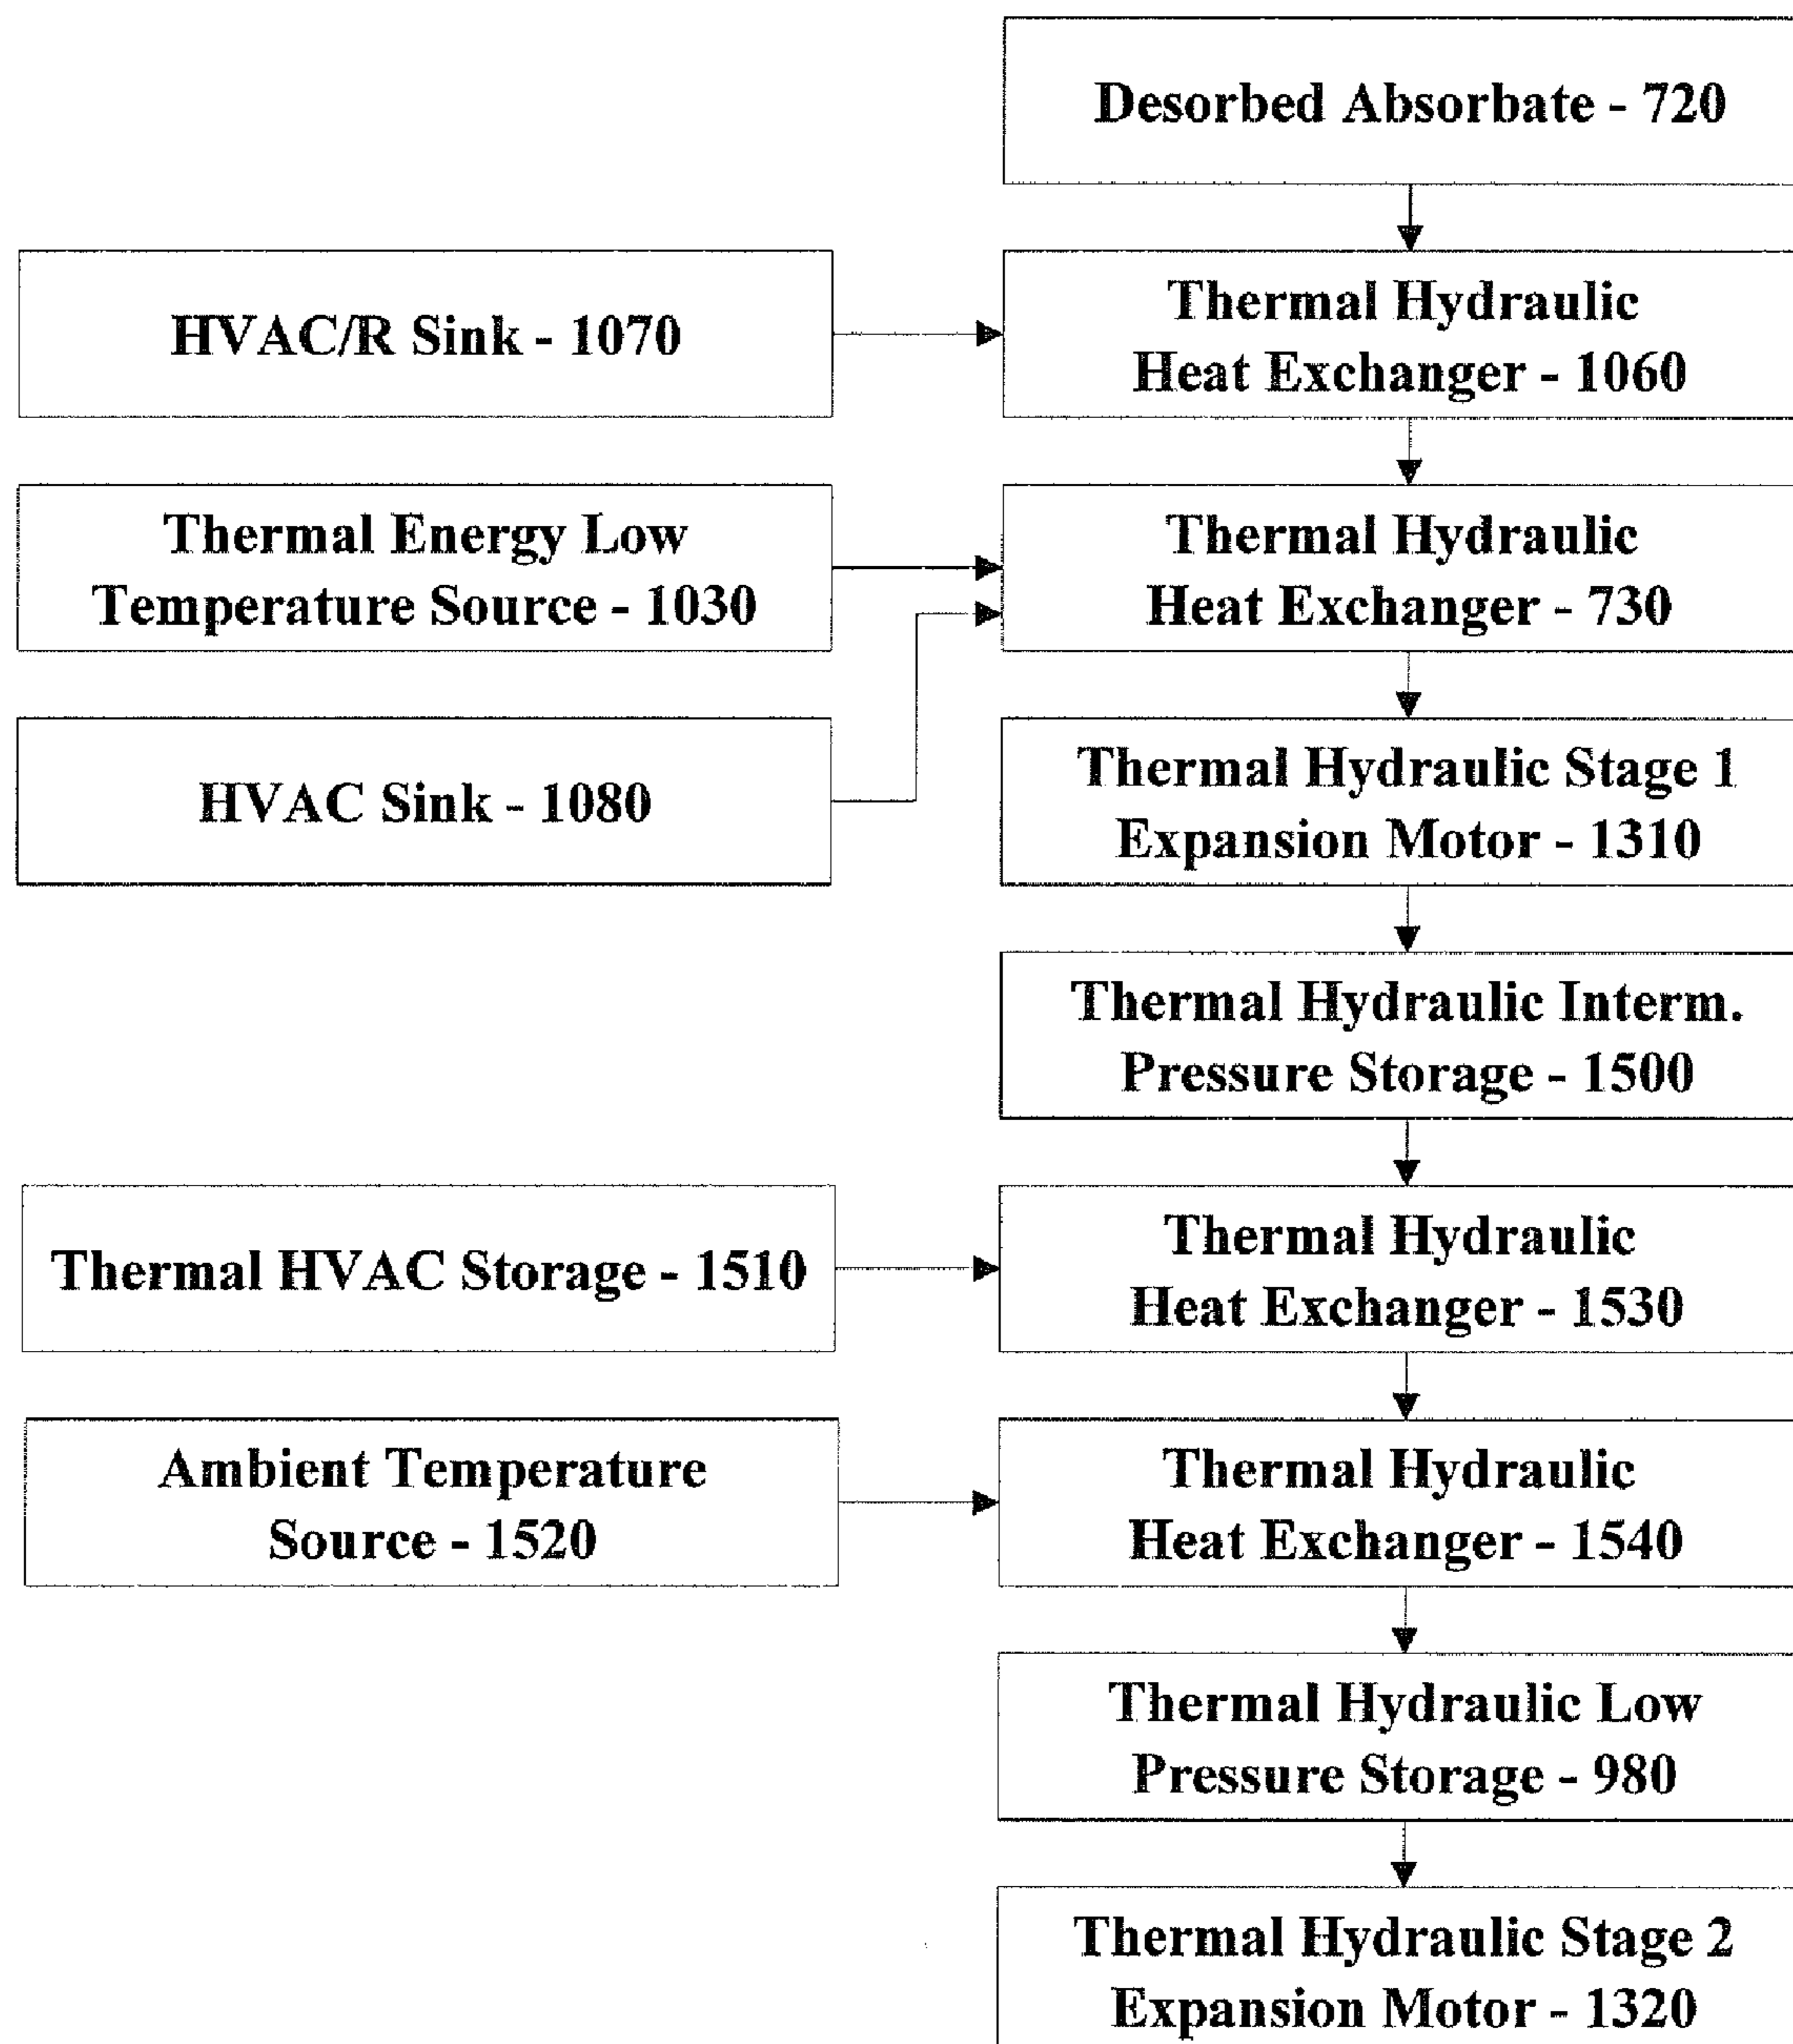 Desorbed Absorbate - 720
HVAC/R Sink - 1070
Thermal Hydraulic
Heat Exchanger - 1060
Thermal Energy Low
Temperature Source - 1030
Thermal Hydraulic
Heat Exchanger - 730
HVAC Sink - 1080
Thermal Hydraulic Stage 1
Expansion Motor - 1310
Thermal Hydraulic Interm.
Pressure Storage - 1500
Thermal HVAC Storage - 1510
Thermal Hydraulic
Heat Exchanger - 1530
Ambient Temperature
Source - 1520
Thermal Hydraulic
Heat Exchanger - 1540
Thermal Hydraulic Low
Pressure Storage - 980
Thermal Hydraulic Stage 2
Expansion Motor - 1320